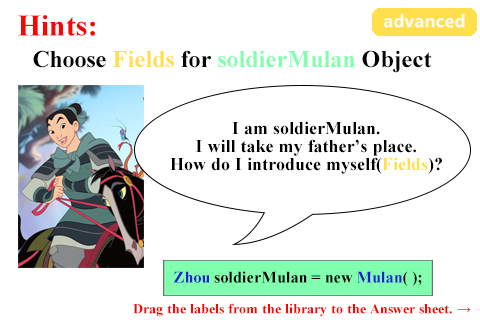 Hints:
advanced
Choose Fields for soldierMulan Object
I am soldierMulan.
I will take my father's place.
How do I introduce myself(Fields)?
Zhou soldierMulan = new Mulan( );
Drag the labels from the library to the Answer sheet. →